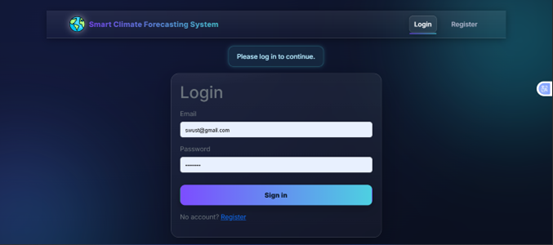 Smart Climate Forecasting System
Login
Register
Please log in to continue.
Login
Email
swust@gmail.com
Password
Sign in
No account? Register